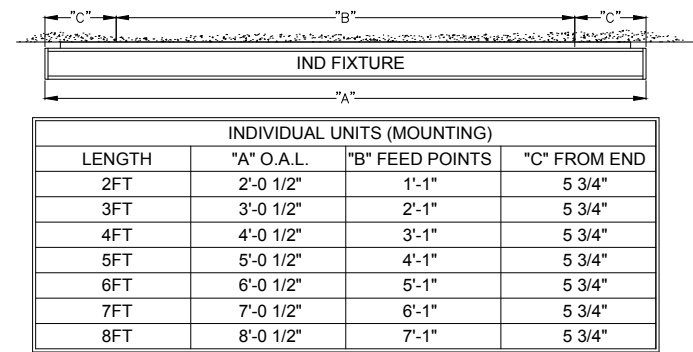 "C" "B" "C"
IND FIXTURE
"A"
INDIVIDUAL UNITS (MOUNTING)
LENGTH "A" O.A.L. "B" FEED POINTS "C" FROM END
2FT 2'-0 1/2" 1'-1" 5 3/4"
3FT 3'-0 1/2" 2'-1" 5 3/4"
4FT 4'-0 1/2" 3'-1" 5 3/4"
5FT 5'-0 1/2" 4'-1" 5 3/4"
6FT 6'-0 1/2" 5'-1" 5 3/4"
7FT 7'-0 1/2" 6'-1" 5 3/4"
8FT 8'-0 1/2" 7'-1" 5 3/4"